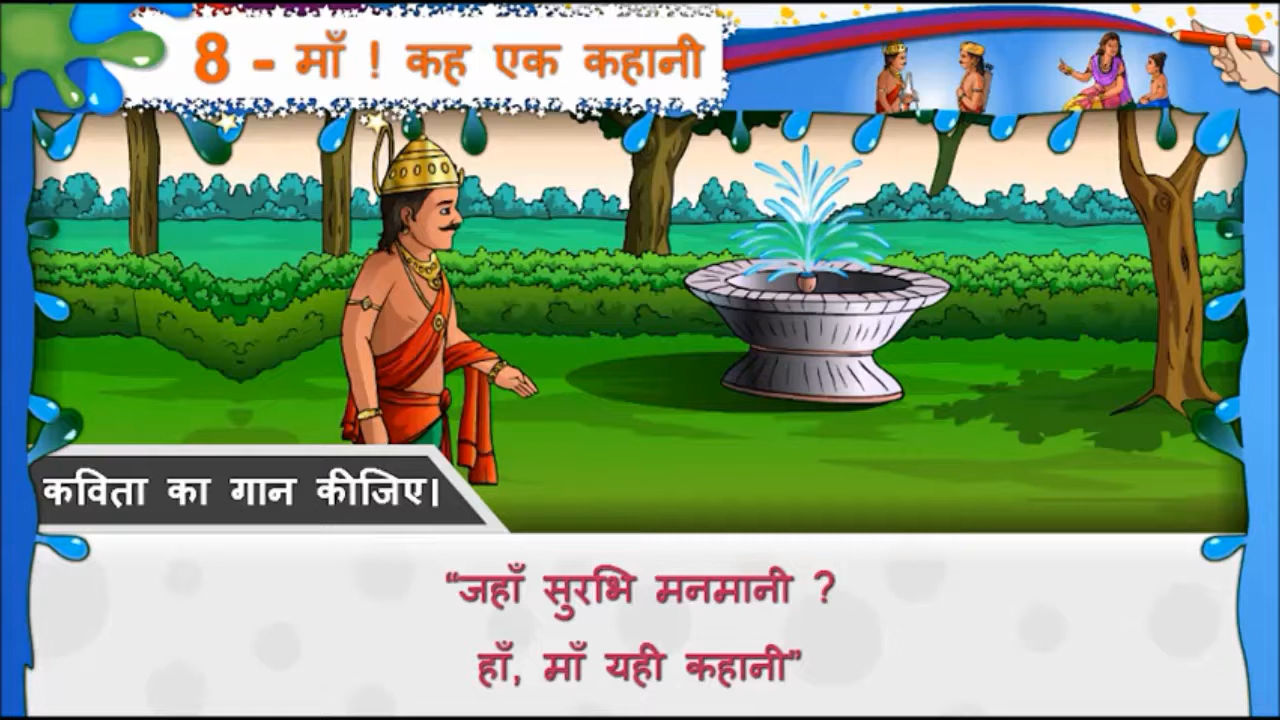 8 - माँ ! कह एक कहानी
कविता का गान कीजिए।
“जहाँ सुरभि मनमानी ?
हाँ, माँ यही कहानी”